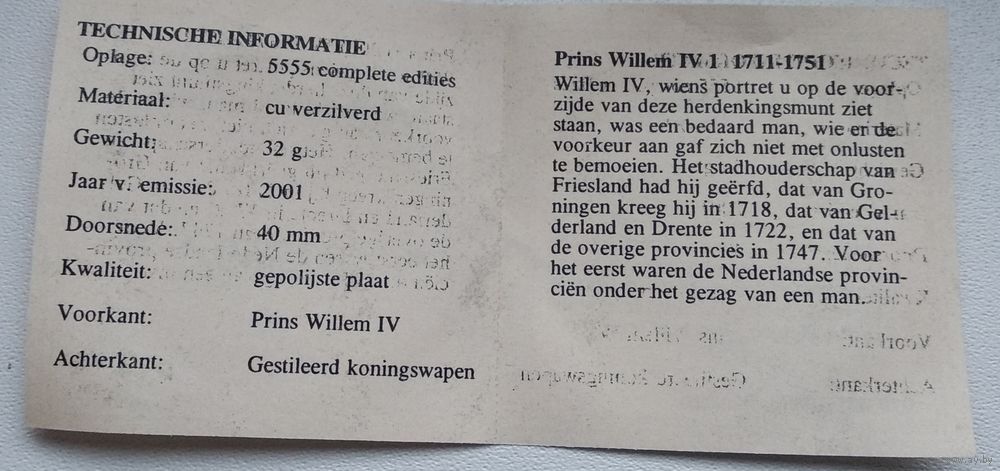 TECHNISCHE INFORMATIE
Oplage: 5555 complete edities
Materiaal: cu verzilverd
Gewicht: 32 g
Jaar v. emissie: 2001
Doorsnede: 40 mm
Kwaliteit: gepolijste plaat
Voorkant: Prins Willem IV
Achterkant: Gestileerd koningswapen
Prins Willem IV 1 1711-1751
Willem IV, wiens portret u op de voor-
zijde van deze herdenkingsmunt ziet
staan, was een bedaard man, wie er de
voorkeur aan gaf zich niet met onlusten
te bemoeien. Het stadhouderschap van
Friesland had hij geërfd, dat van Gro-
ningen kreeg hij in 1718, dat van Gel-
derland en Drente in 1722, en dat van
de overige provincies in 1747. Voor
het eerst waren de Nederlandse provin-
ciën onder het gezag van een man.
www.ay.by